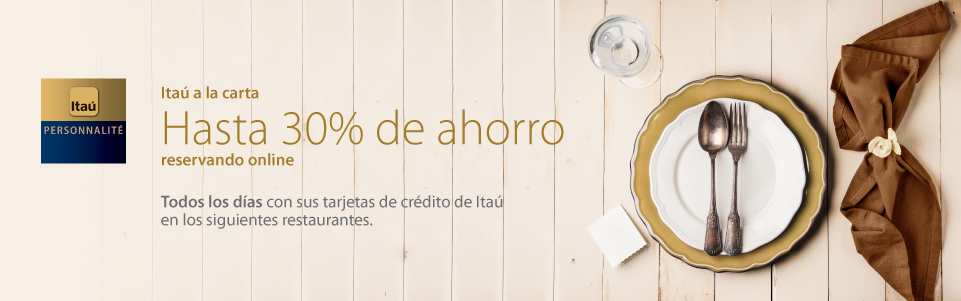 Itaú
PERSONNALITÉ
Itaú a la carta
Hasta 30% de ahorro
reservando online
Todos los días con sus tarjetas de crédito de Itaú
en los siguientes restaurantes.